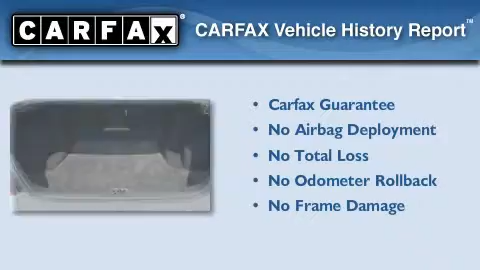 CARFAX®
CARFAX Vehicle History Report™
• Carfax Guarantee
• No Airbag Deployment
• No Total Loss
• No Odometer Rollback
• No Frame Damage